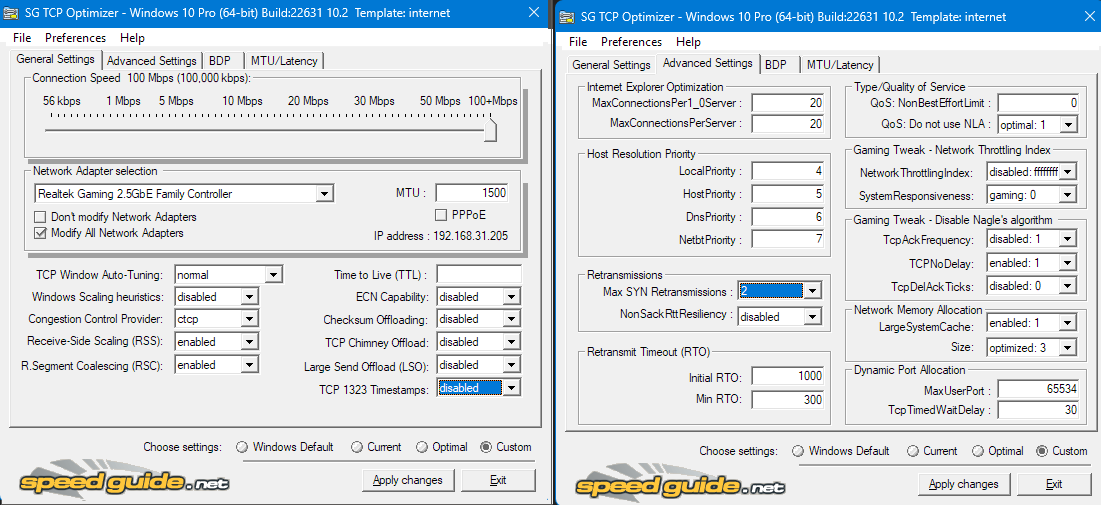 SG TCP Optimizer - Windows 10 Pro (64-bit) Build:22631 10.2 Template: internet
File Preferences Help
General Settings Advanced Settings BDP MTU/Latency
Connection Speed 100 Mbps (100,000 kbps):
56 kbps 1 Mbps 5 Mbps 10 Mbps 20 Mbps 30 Mbps 50 Mbps 100+Mbps
Network Adapter selection
Realtek Gaming 2.5GbE Family Controller MTU : 1500
Don't modify Network Adapters PPPoE
Modify All Network Adapters IP address : 192.168.31.205
TCP Window Auto-Tuning: normal Time to Live (TTL) :
Windows Scaling heuristics: disabled ECN Capability: disabled
Congestion Control Provider: ctcp Checksum Offloading: disabled
Receive-Side Scaling (RSS): enabled TCP Chimney Offload: disabled
R.Segment Coalescing (RSC): enabled Large Send Offload (LSO): disabled
TCP 1323 Timestamps: disabled
Choose settings: Windows Default Current Optimal Custom
speed guide.net
Apply changes Exit
SG TCP Optimizer - Windows 10 Pro (64-bit) Build:22631 10.2 Template: internet
File Preferences Help
General Settings Advanced Settings BDP MTU/Latency
Internet Explorer Optimization
MaxConnectionsPer1_0Server : 20
MaxConnectionsPerServer : 20
Host Resolution Priority
LocalPriority : 4
HostPriority : 5
DnsPriority : 6
NetbtPriority : 7
Retransmissions
Max SYN Retransmissions : 2
NonSackRttResiliency : disabled
Retransmit Timeout (RTO)
Initial RTO: 1000
Min RTO: 300
Type/Quality of Service
QoS: NonBestEffortLimit : 0
QoS: Do not use NLA : optimal: 1
Gaming Tweak - Network Throttling Index
NetworkThrottlingIndex: disabled: ffffffff
SystemResponsiveness: gaming: 0
Gaming Tweak - Disable Nagle's algorithm
TcpAckFrequency: disabled: 1
TCPNoDelay: enabled: 1
TcpDelAckTicks: disabled: 0
Network Memory Allocation
LargeSystemCache: enabled: 1
Size: optimized: 3
Dynamic Port Allocation
MaxUserPort : 65534
TcpTimedWaitDelay : 30
Choose settings: Windows Default Current Optimal Custom
speed guide.net
Apply changes Exit